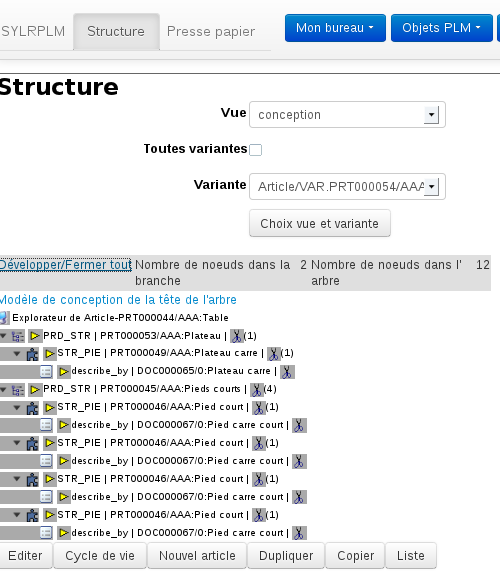 SYLRPLM Structure Presse papier Mon bureau Objets PLM
Structure
Vue conception
Toutes variantes
Variante Article/VAR.PRT000054/AAA
Choix vue et variante
Développer/Fermer tout Nombre de noeuds dans la branche 2 Nombre de noeuds dans l' arbre 12
Modèle de conception de la tête de l'arbre
Explorateur de Article-PRT000044/AAA:Table
PRD_STR | PRT000053/AAA:Plateau | (1)
STR_PIE | PRT000049/AAA:Plateau carre | (1)
describe_by | DOC000065/0:Plateau carre |
PRD_STR | PRT000045/AAA:Pieds courts | (4)
STR_PIE | PRT000046/AAA:Pied court | (1)
describe_by | DOC000067/0:Pied carre court |
STR_PIE | PRT000046/AAA:Pied court | (1)
describe_by | DOC000067/0:Pied carre court |
STR_PIE | PRT000046/AAA:Pied court | (1)
describe_by | DOC000067/0:Pied carre court |
STR_PIE | PRT000046/AAA:Pied court | (1)
describe_by | DOC000067/0:Pied carre court |
Editer Cycle de vie Nouvel article Dupliquer Copier Liste